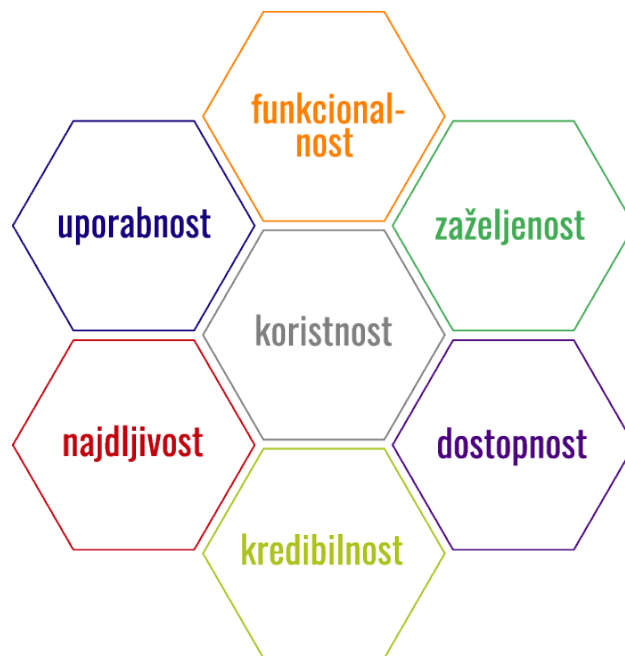 funkcional-
nost
uporabnost
zaželjenost
koristnost
najdljivost
dostopnost
kredibilnost